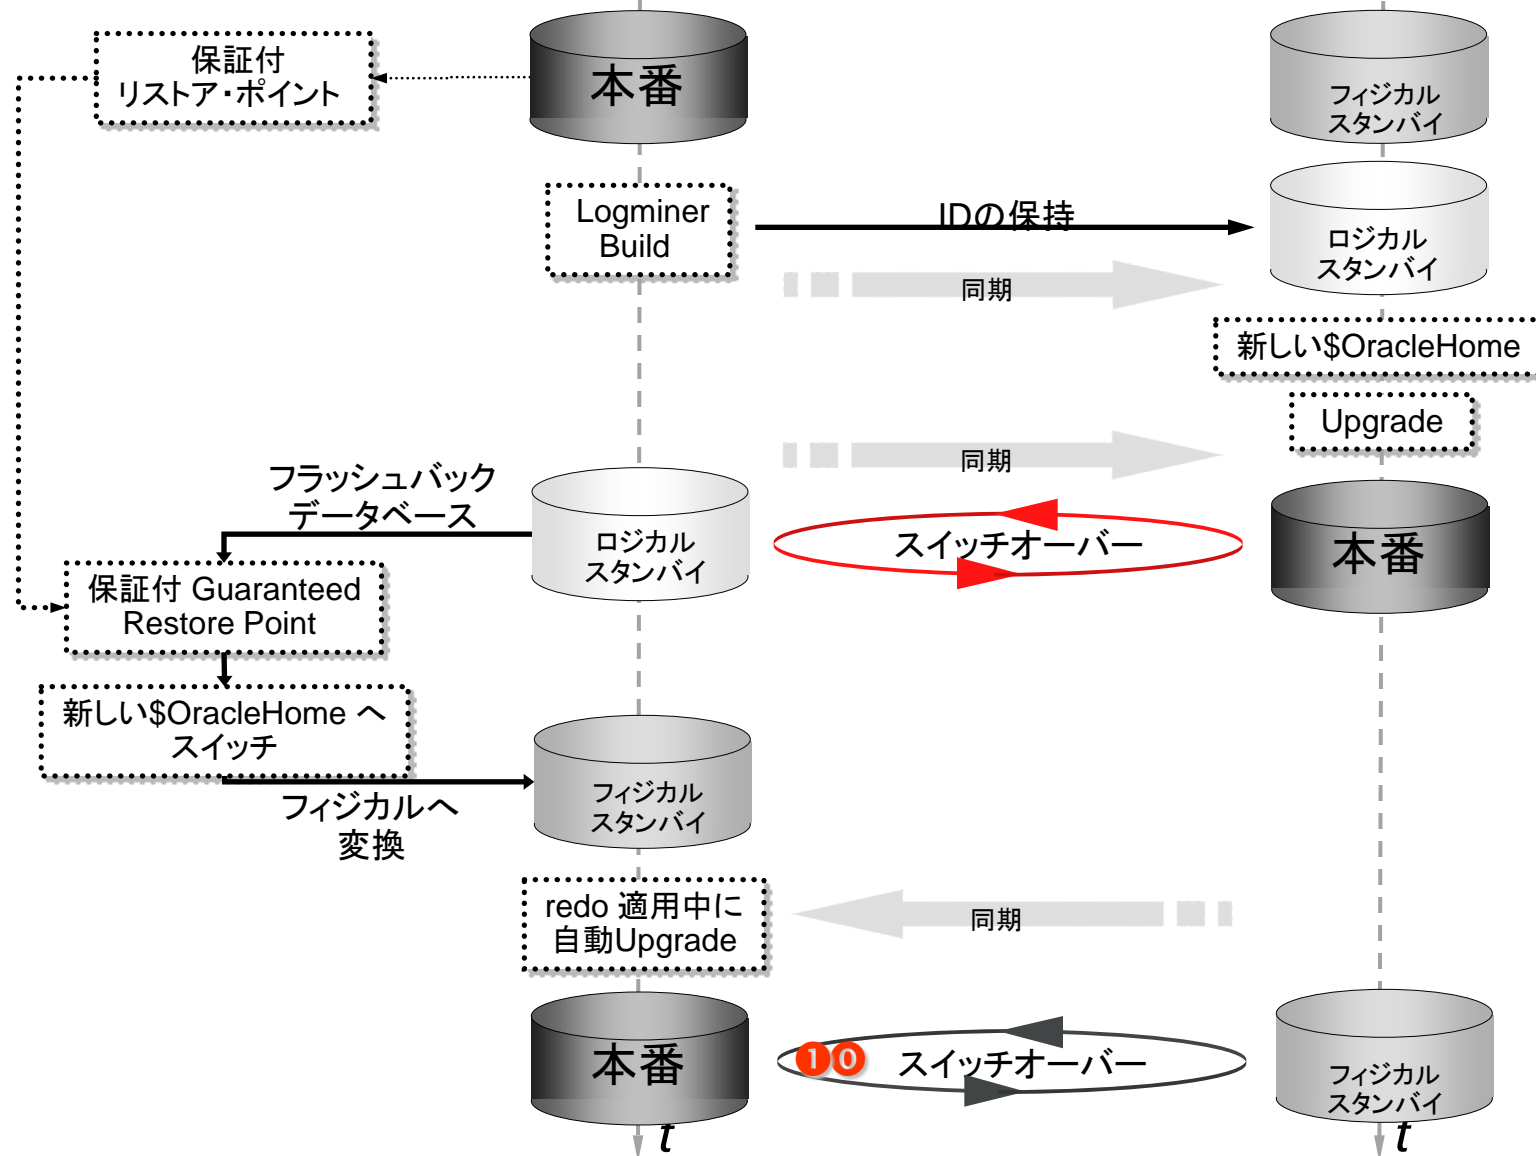 保証付
リストア・ポイント
本番
フィジカル
スタンバイ
Logminer
Build
IDの保持
ロジカル
スタンバイ
同期
新しい$OracleHome
Upgrade
同期
フラッシュバック
データベース
ロジカル
スタンバイ
スイッチオーバー
本番
保証付 Guaranteed
Restore Point
新しい$OracleHome へ
スイッチ
フィジカルへ
変換
フィジカル
スタンバイ
redo 適用中に
自動Upgrade
同期
本番
10 スイッチオーバー
フィジカル
スタンバイ
t
t